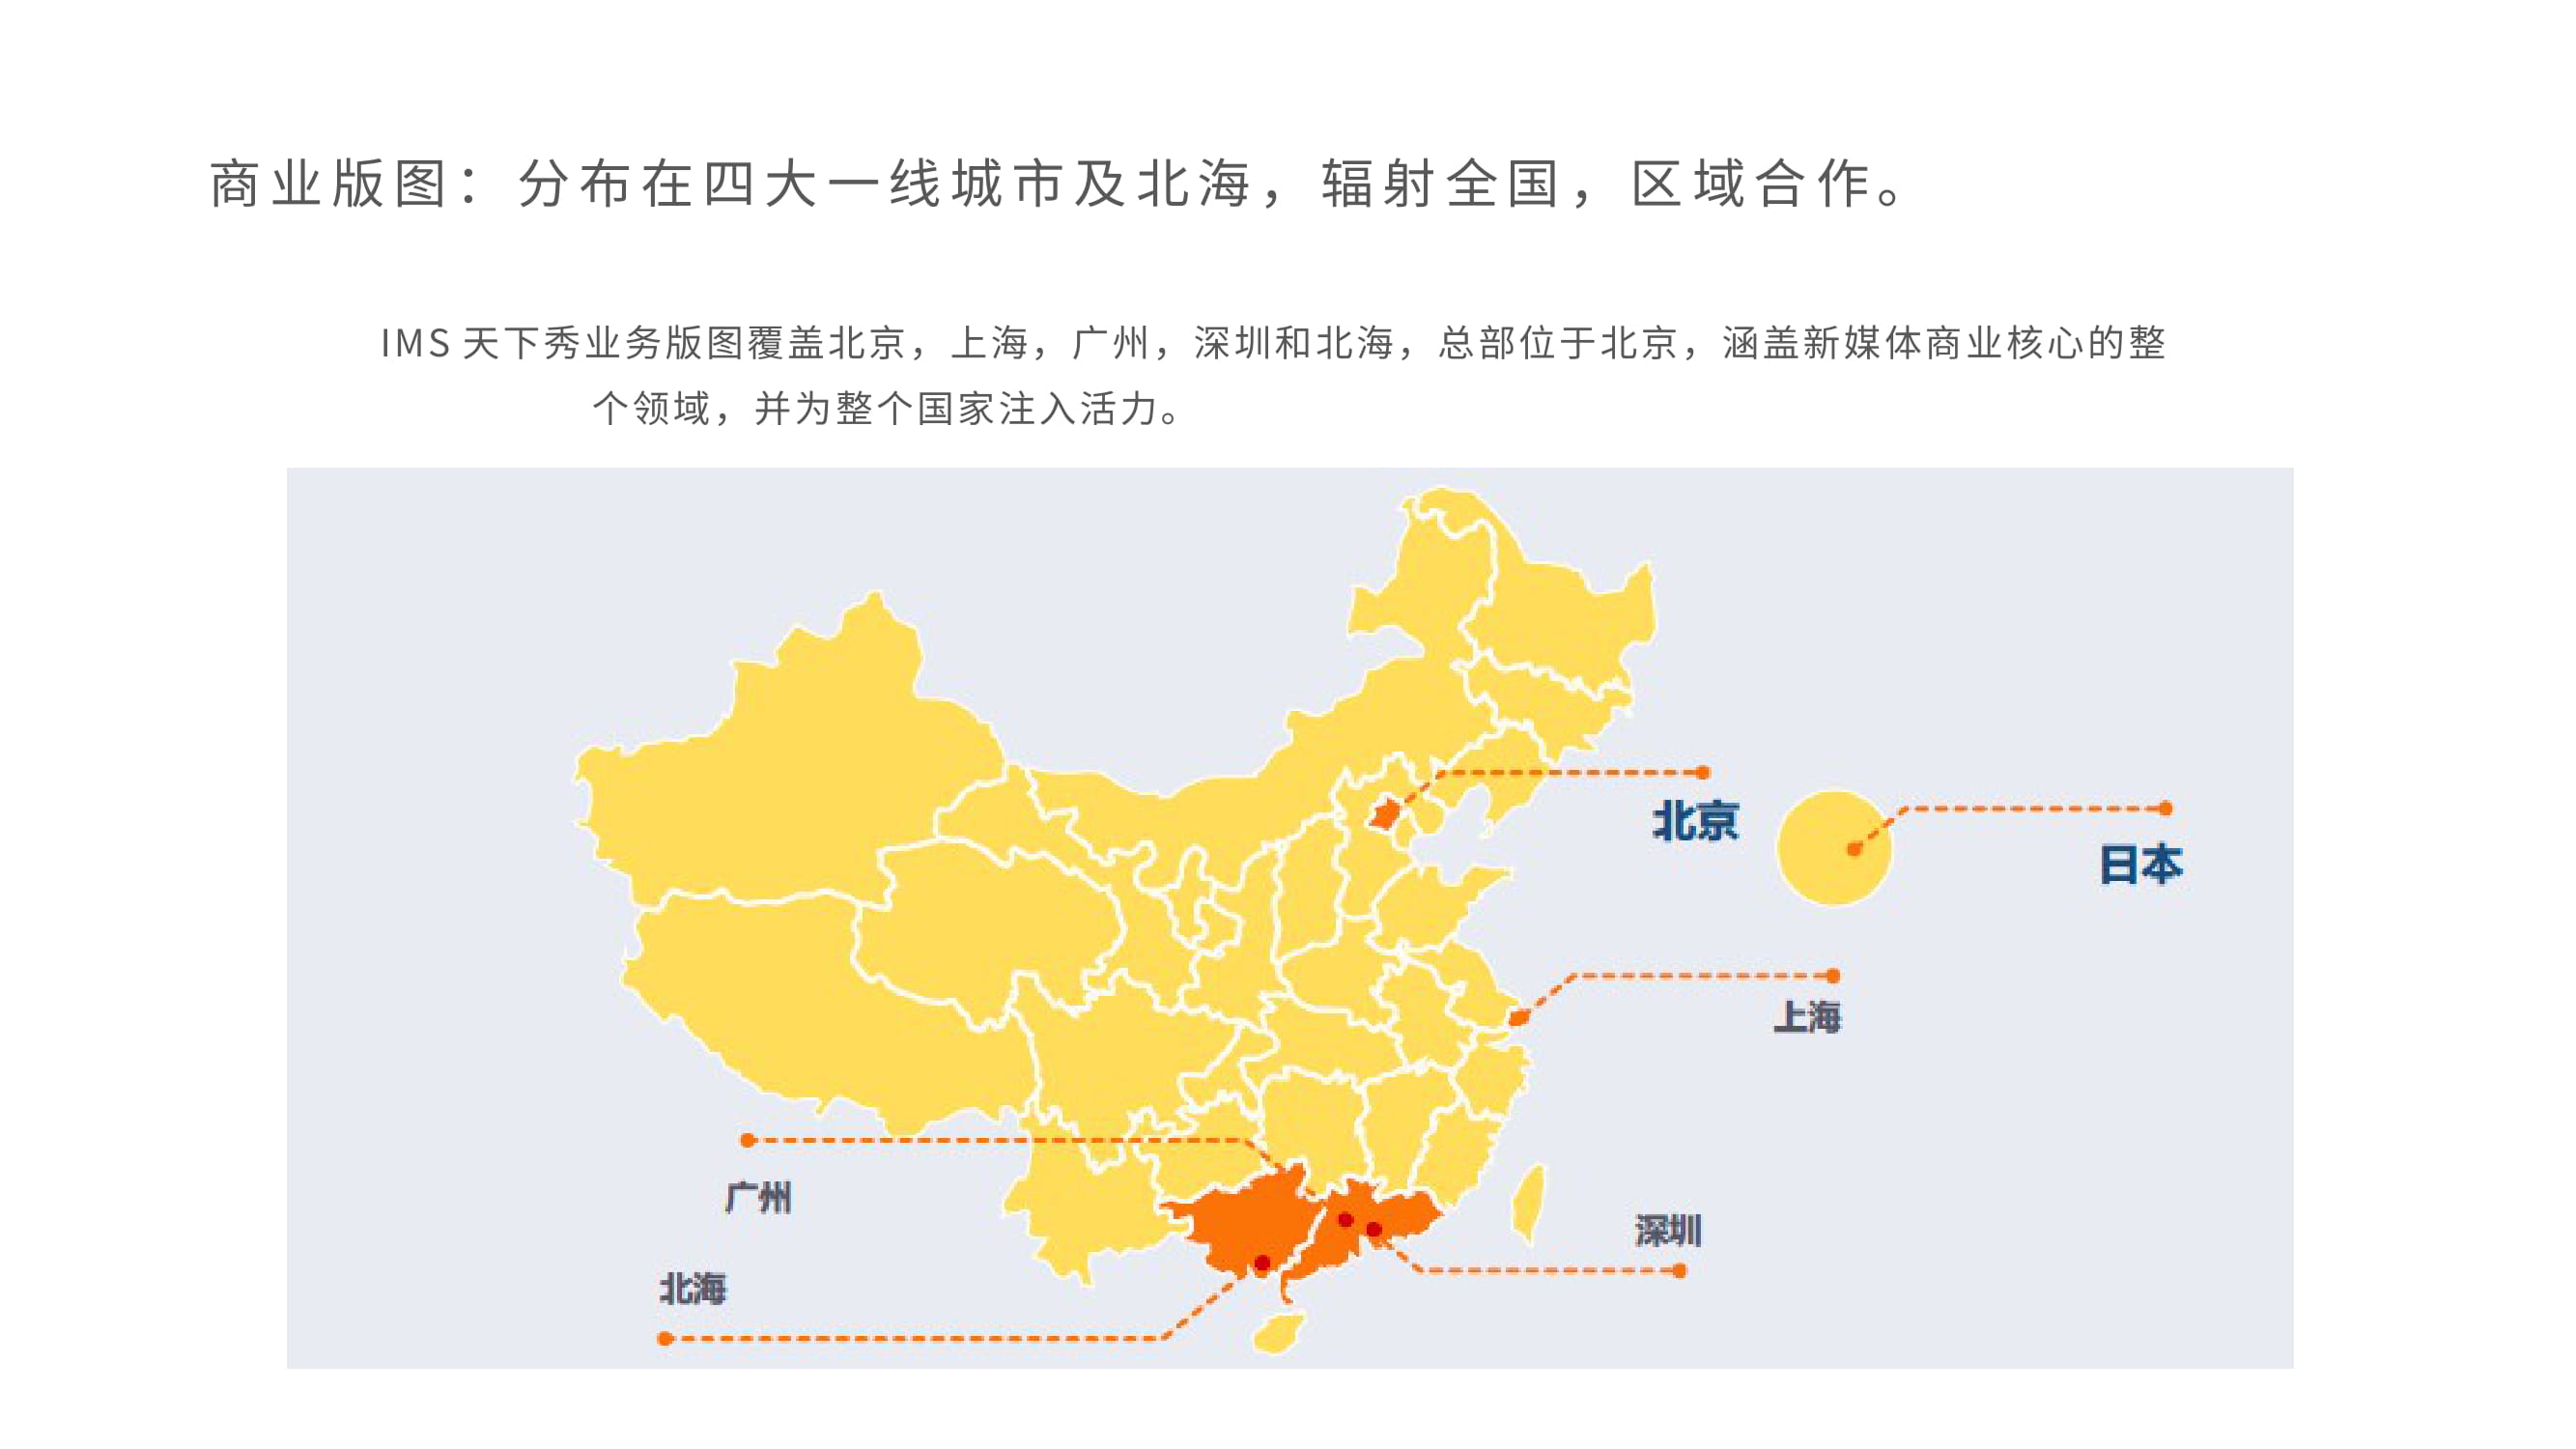 商业版图：分布在四大一线城市及北海，辐射全国，区域合作。
IMS 天下秀业务版图覆盖北京，上海，广州，深圳和北海，总部位于北京，涵盖新媒体商业核心的整
个领域，并为整个国家注入活力。
北京
日本
上海
广州
深圳
北海